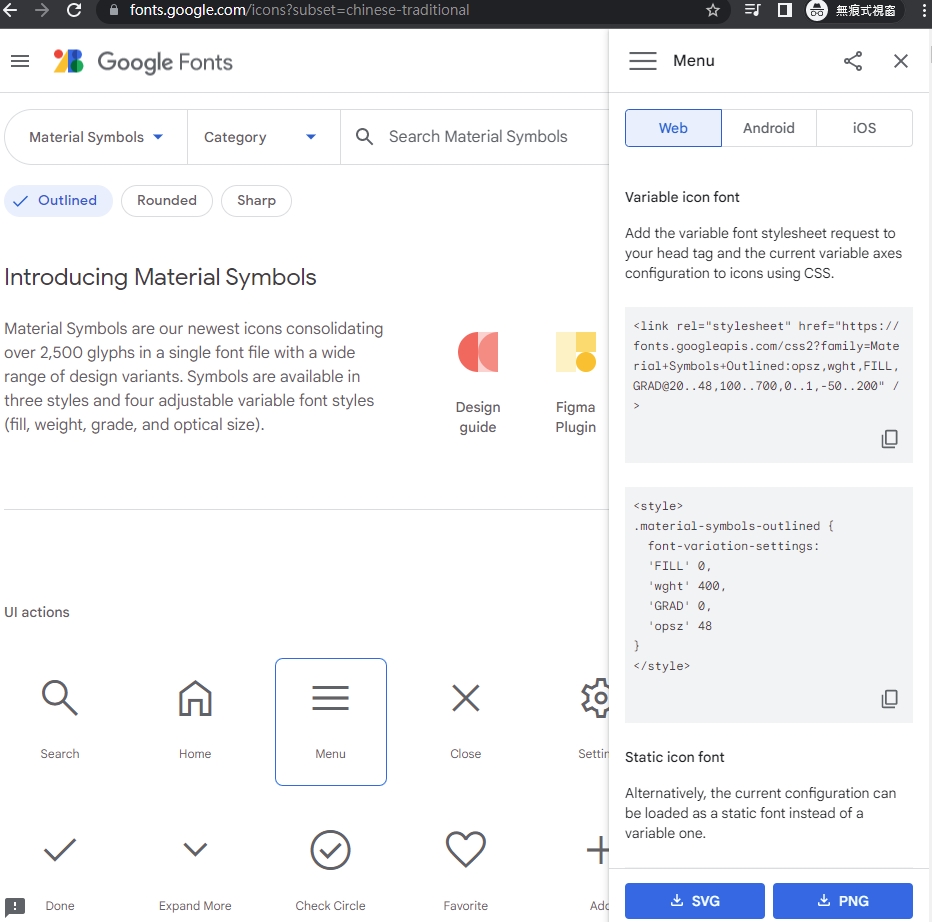 fonts.google.com/icons?subset=chinese-traditional
無痕式視窗
Google Fonts
Menu
Material Symbols
Category
Search Material Symbols
Outlined
Rounded
Sharp
Introducing Material Symbols
Material Symbols are our newest icons consolidating
over 2,500 glyphs in a single font file with a wide
range of design variants. Symbols are available in
three styles and four adjustable variable font styles
(fill, weight, grade, and optical size).
Design
guide
Figma
Plugin
UI actions
Search
Home
Menu
Close
Settin
Done
Expand More
Check Circle
Favorite
Add
Web
Android
iOS
Variable icon font
Add the variable font stylesheet request to
your head tag and the current variable axes
configuration to icons using CSS.
<link rel="stylesheet" href="https://
fonts.googleapis.com/css2?family=Mate
rial+Symbols+Outlined:opsz,wght,FILL,
GRAD@20..48,100..700,0..1,-50..200" /
>
<style>
.material-symbols-outlined {
font-variation-settings:
'FILL' 0,
'wght' 400,
'GRAD' 0,
'opsz' 48
}
</style>
Static icon font
Alternatively, the current configuration can
be loaded as a static font instead of a
variable one.
SVG
PNG